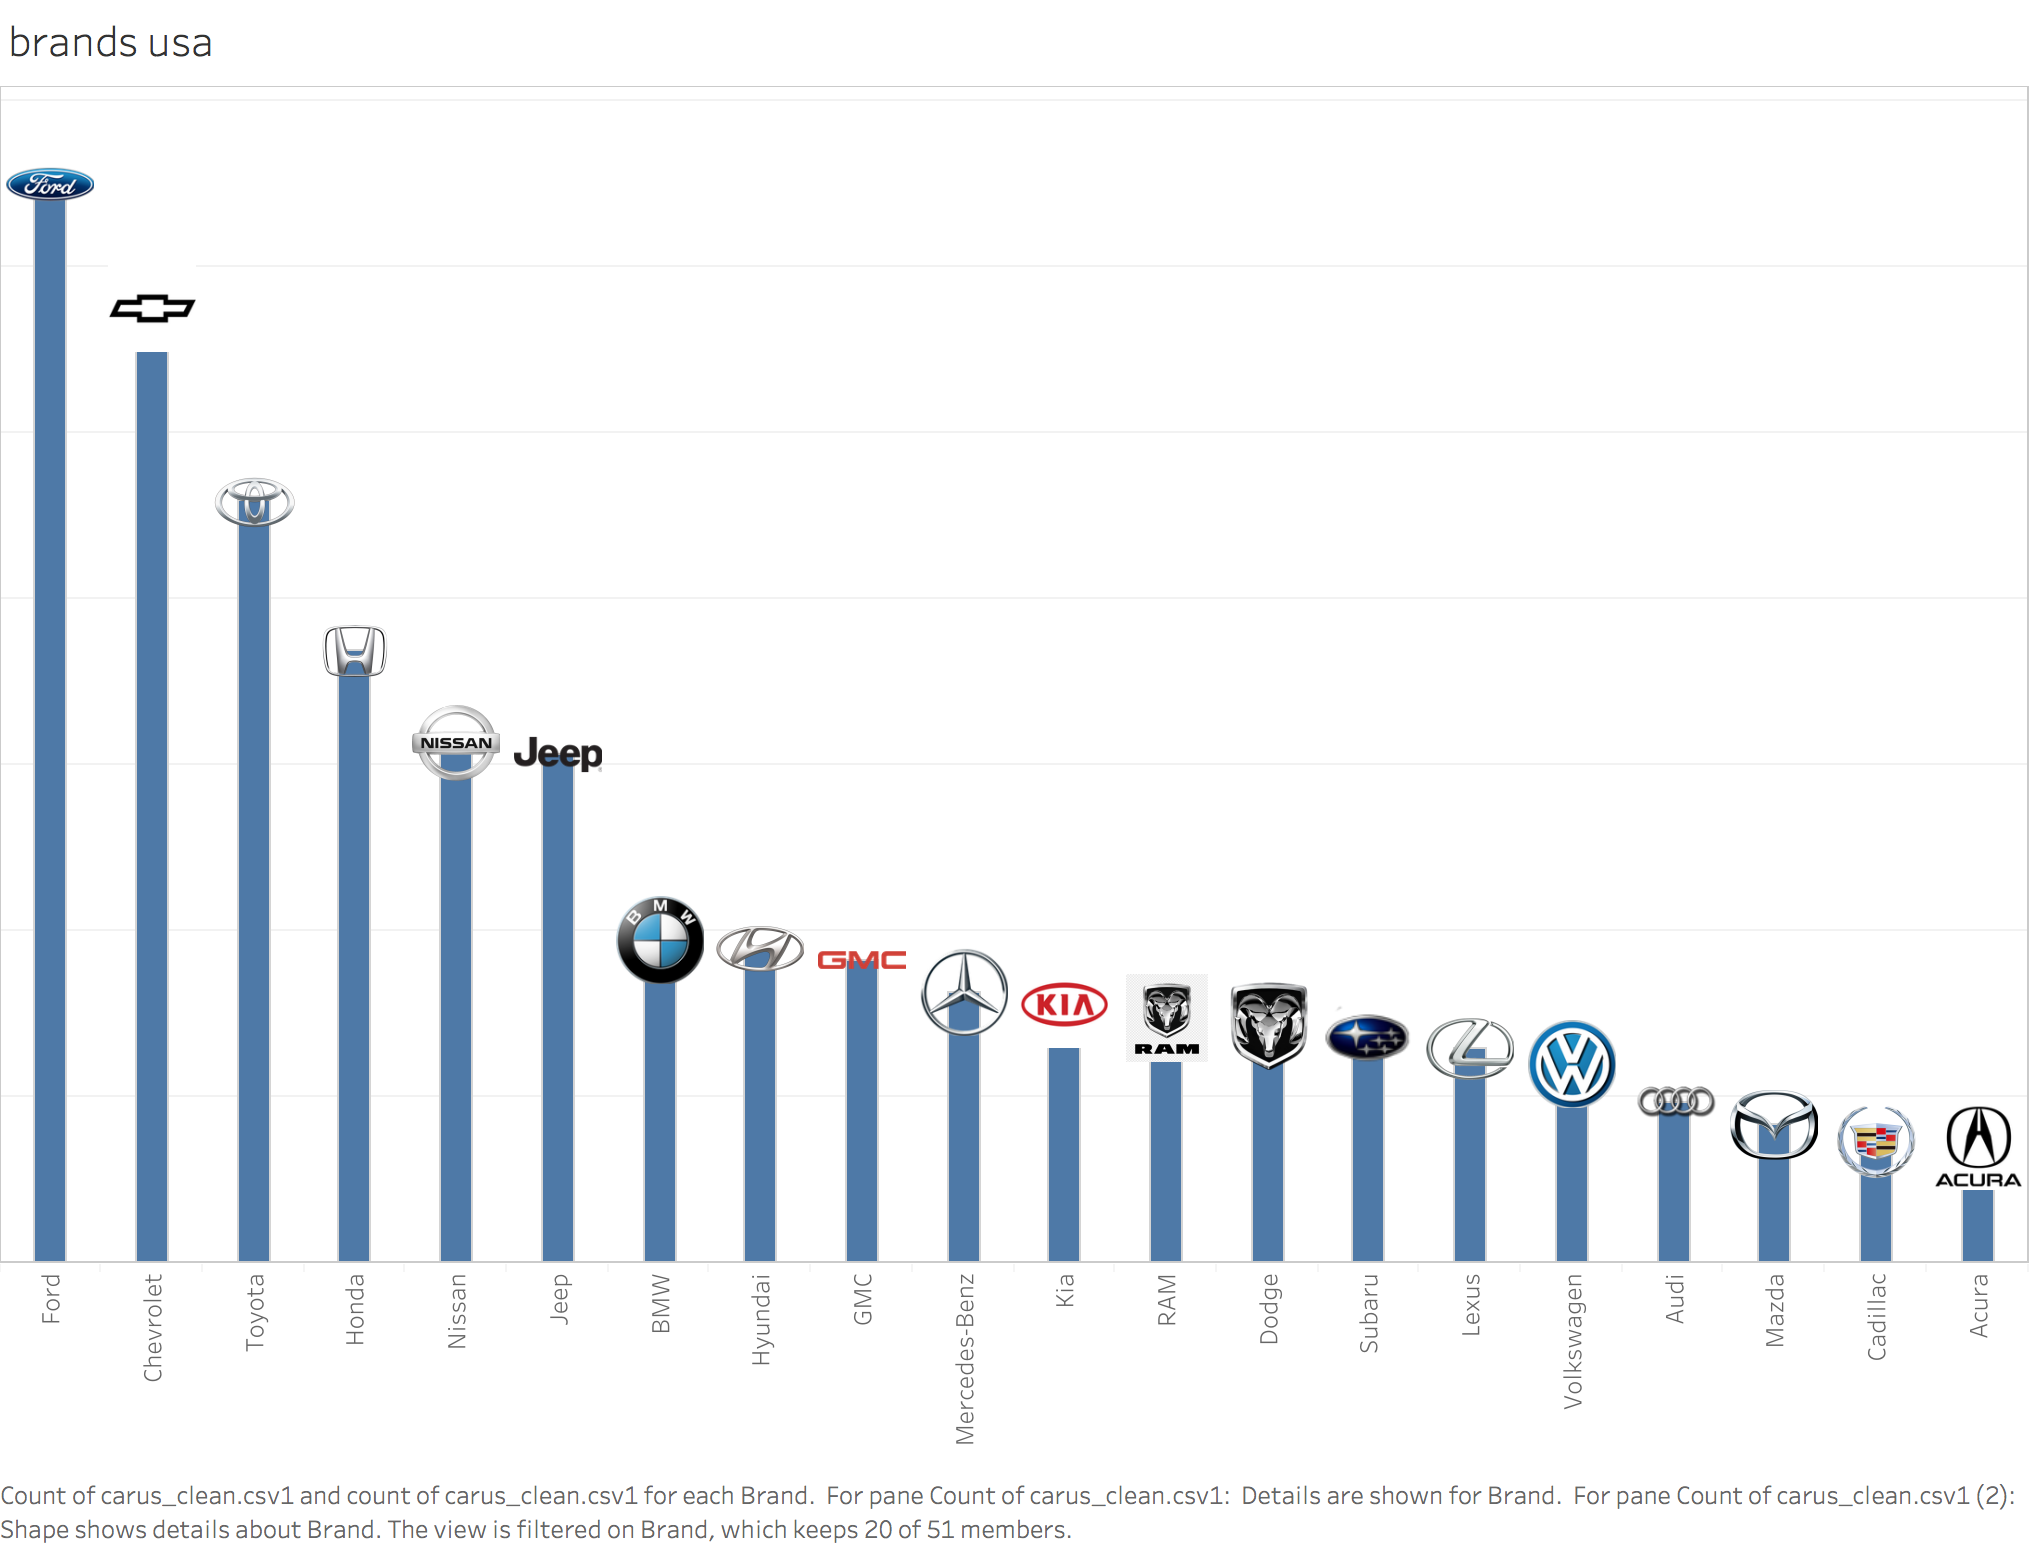 brands usa
Ford
NISSAN
Jeep
BMW
GMC
KIA
RAM
ACURA
Ford
Chevrolet
Toyota
Honda
Nissan
Jeep
BMW
Hyundai
GMC
Mercedes-Benz
Kia
RAM
Dodge
Subaru
Lexus
Volkswagen
Audi
Mazda
Cadillac
Acura
Count of carus_clean.csv1 and count of carus_clean.csv1 for each Brand.  For pane Count of carus_clean.csv1:  Details are shown for Brand.  For pane Count of carus_clean.csv1 (2):
Shape shows details about Brand. The view is filtered on Brand, which keeps 20 of 51 members.